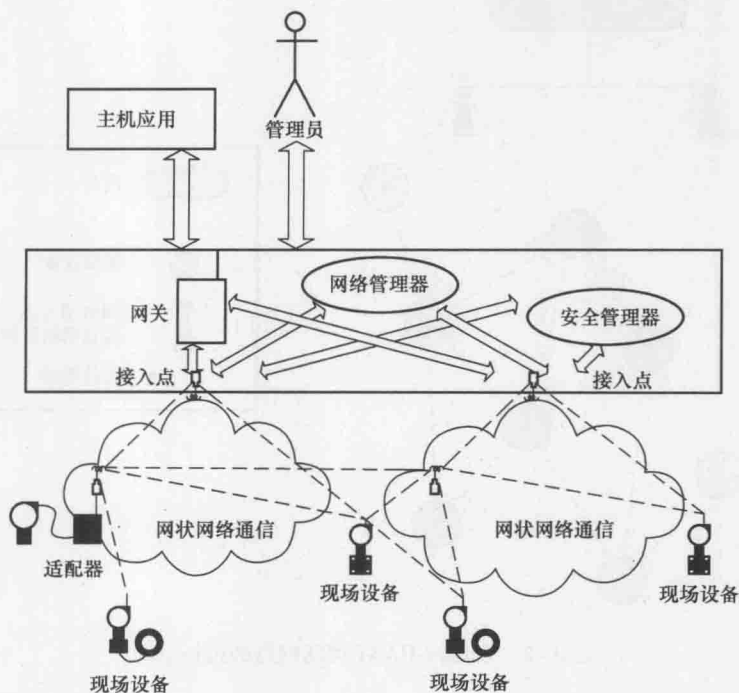 主机应用
管理员
网络管理器
网关
安全管理器
接入点
接入点
网状网络通信
网状网络通信
适配器
现场设备
现场设备
现场设备
现场设备